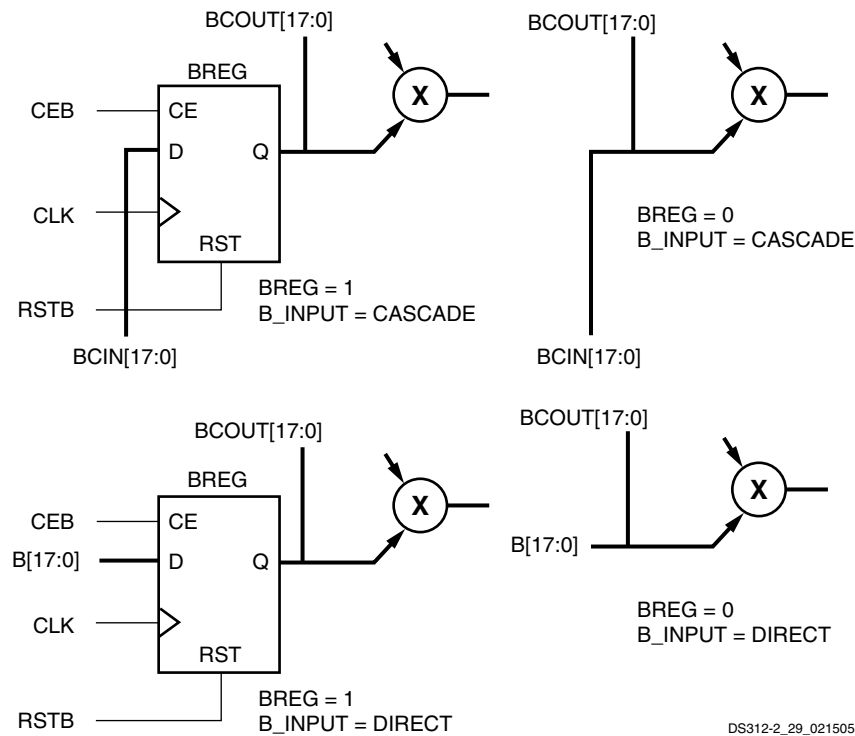 BCOUT[17:0]
BREG
CEB
CE
X
D
Q
CLK
RST
BREG = 1
B_INPUT = CASCADE
RSTB
BCIN[17:0]
BCOUT[17:0]
X
BREG = 0
B_INPUT = CASCADE
BCIN[17:0]
BCOUT[17:0]
BREG
X
CEB
CE
B[17:0]
D
Q
CLK
RST
BREG = 1
B_INPUT = DIRECT
RSTB
BCOUT[17:0]
X
B[17:0]
BREG = 0
B_INPUT = DIRECT
DS312-2_29_021505